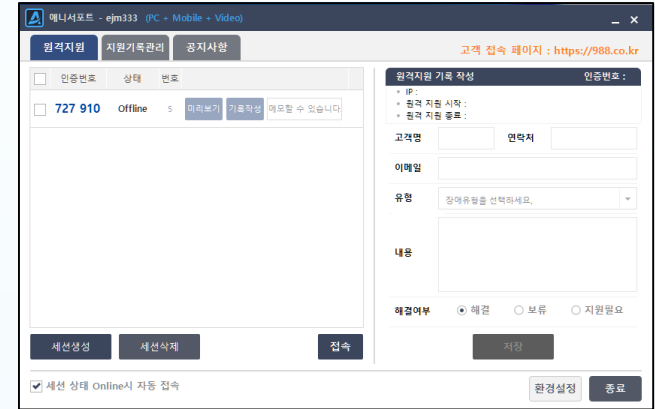 애니서포트 - ejm333 (PC + Mobile + Video)
원격지원 지원기록관리 공지사항
고객 접속 페이지 : https://988.co.kr
인증번호 상태 번호
727 910 Offline 5 미리보기 기록작성 메모할 수 있습니다.
세션생성 세션삭제 접속
원격지원 기록 작성 인증번호 :
IP :
원격 지원 시작 :
원격 지원 종료 :
고객명 연락처
이메일
유형 장애유형을 선택하세요.
내용
해결여부 해결 보류 지원필요
저장
세션 상태 Online시 자동 접속
환경설정 종료